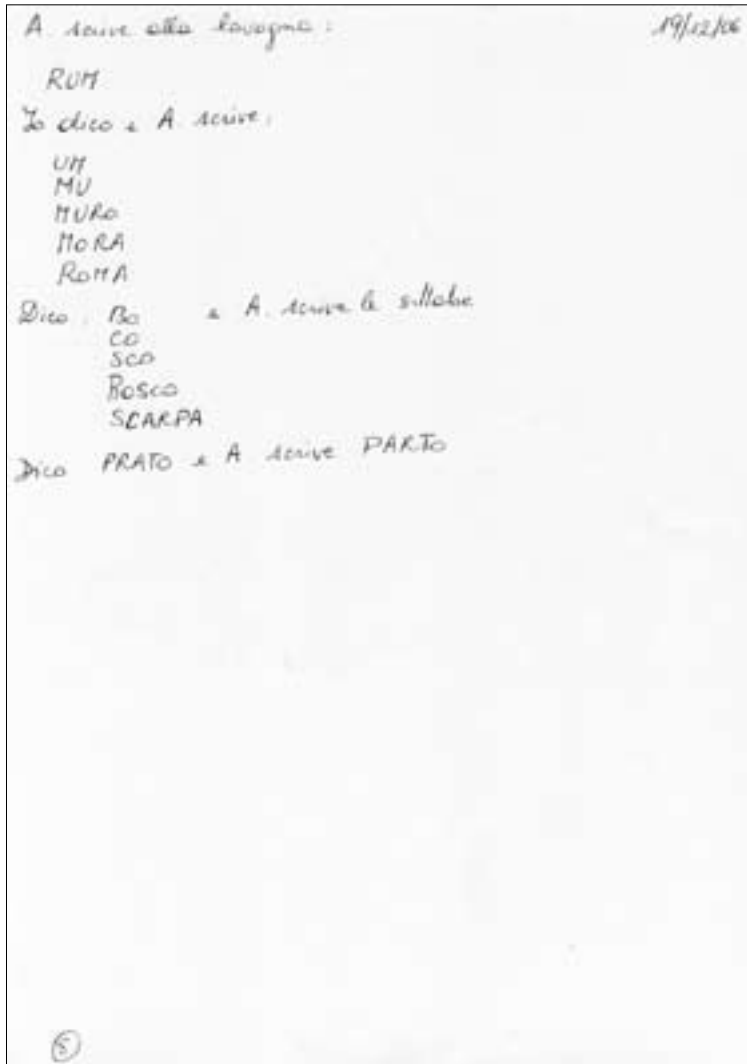 A. scrive alla lavagna: 19/12/06
RUM
Io dico e A. scrive:
UM
MU
MURO
MORA
ROMA
Dico: BO e A. scrive le sillabe
CO
SCO
BOSCO
SCARPA
Dico PRATO e A scrive PARTO
5